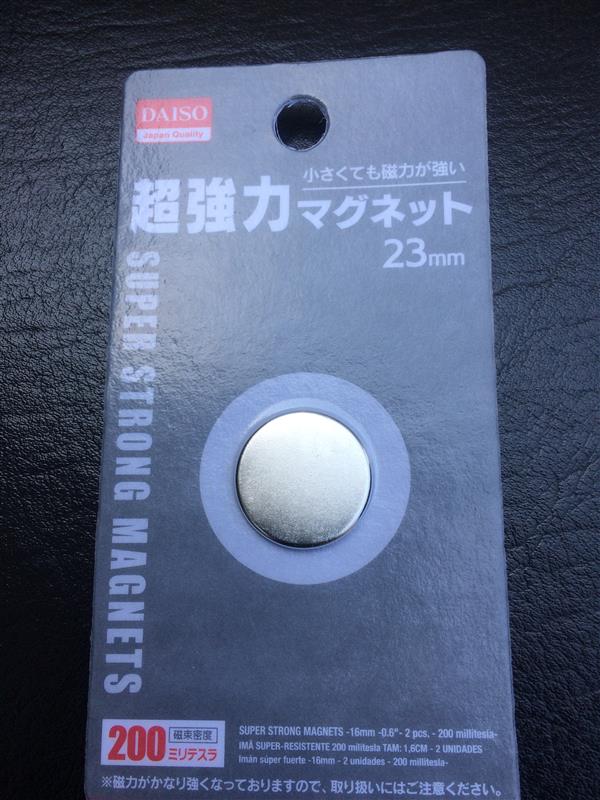 DAISO
Japan Quality
小さくても磁力が強い
超強力マグネット
23mm
SUPER STRONG MAGNETS
200 磁束密度 ミリテスラ
SUPER STRONG MAGNETS -16mm -0.6"- 2 pcs. - 200 millitesla-
IMÃ SUPER-RESISTENTE 200 militesla TAM: 1,6CM - 2 UNIDADES
Imán súper fuerte -16mm - 2 unidades - 200 millitesla-
※磁力がかなり強くなっておりますので、取り扱いにはご注意ください。